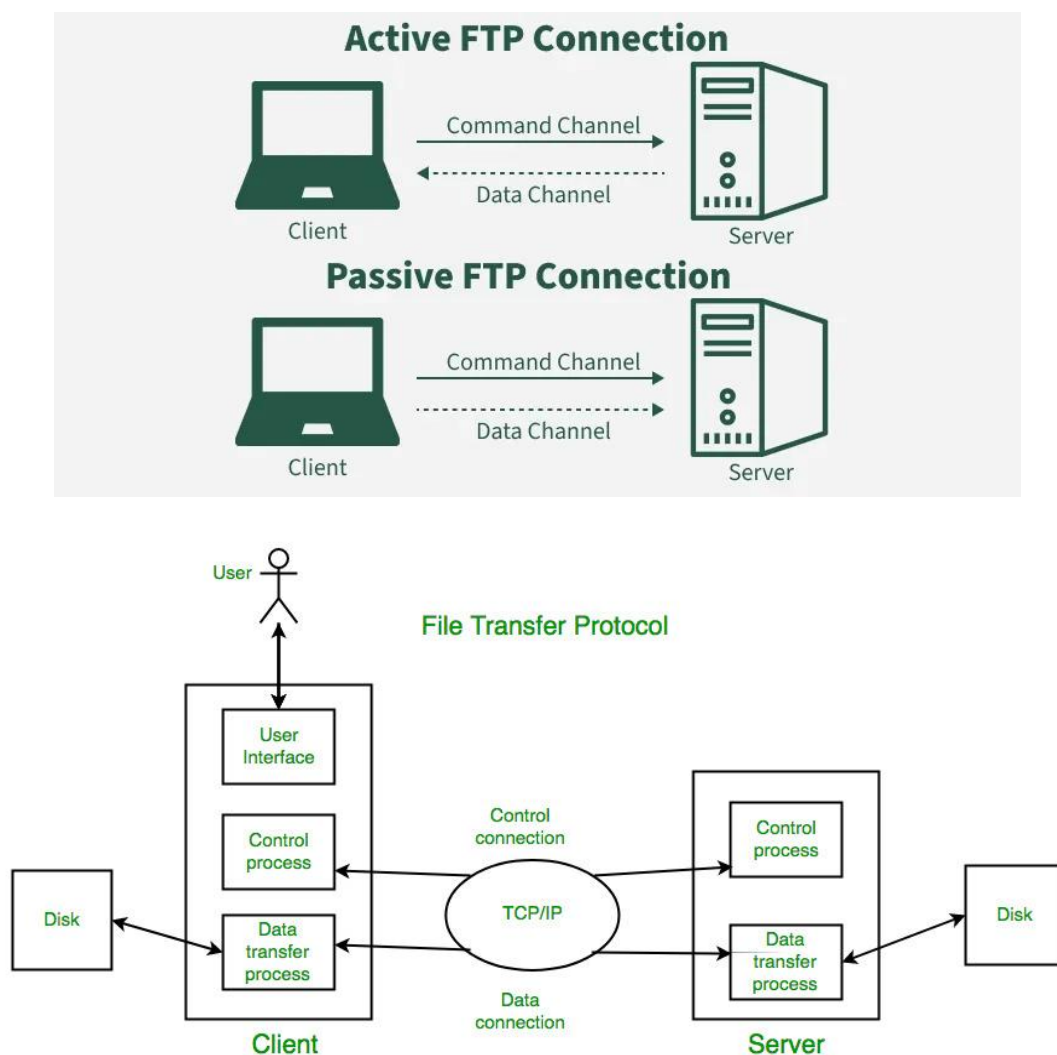 Active FTP Connection
Command Channel
Data Channel
Client
Server
Passive FTP Connection
Command Channel
Data Channel
Client
Server
User
File Transfer Protocol
User
Interface
Control
process
Control
connection
Control
process
Disk
Data
transfer
process
TCP/IP
Data
transfer
process
Disk
Data
connection
Client
Server